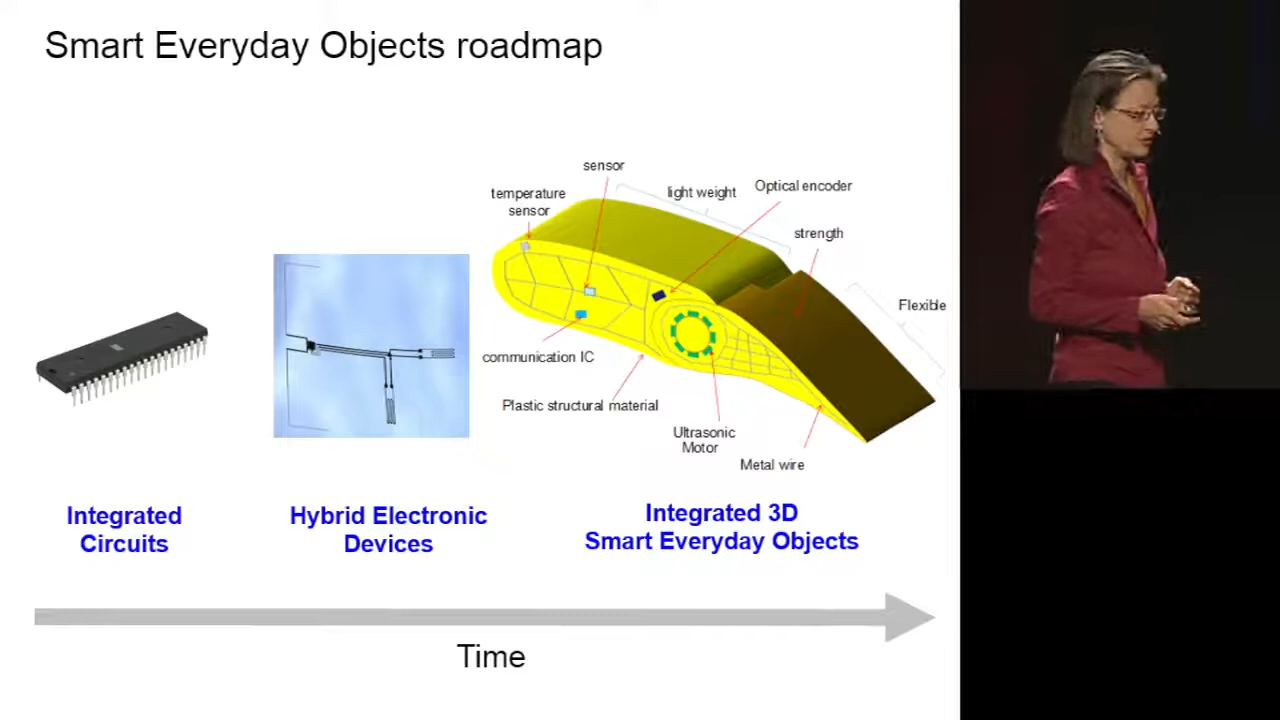 Smart Everyday Objects roadmap
sensor
temperature
sensor
light weight
Optical encoder
strength
Flexible
communication IC
Plastic structural material
Ultrasonic
Motor
Metal wire
Integrated
Circuits
Hybrid Electronic
Devices
Integrated 3D
Smart Everyday Objects
Time